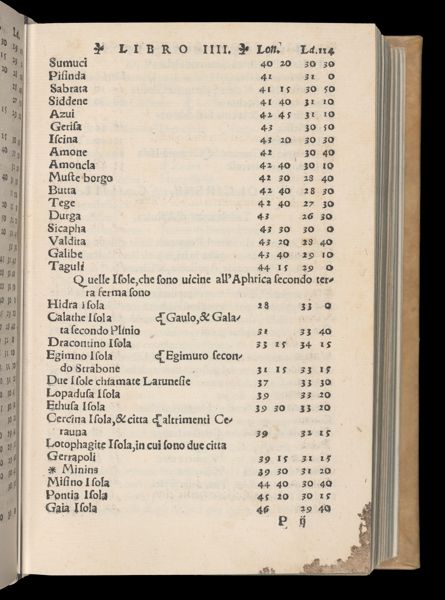 LIBRO IIII. Lon. La.114
Sumuci 40 20 30 30
Pisinda 41 31 0
Sabrata 41 15 30 50
Siddene 41 40 31 10
Azui 42 45 31 10
Gerisa 43 30 50
Iscina 43 20 30 30
Amone 42 30 40
Amoncla 42 40 30 10
Muste borgo 42 30 28 40
Butta 42 40 28 30
Tege 42 40 27 30
Durga 43 26 30
Sicapha 43 30 30 0
Valdita 43 20 28 40
Galibe 43 40 29 10
Taguli 44 15 29 0
Quelle Isole, che sono uicine all'Aphrica secondo ter-
ra ferma sono
Hidra Isola 28 33 0
Calathe Isola ¶ Gaulo, & Gala-
ta secondo Plinio 31 33 40
Dracontino Isola 33 15 34 15
Egimno Isola ¶ Egimuro secon-
do Strabone 31 15 33 15
Due Isole chiamate Larunesie 37 33 30
Lopadusa Isola 39 33 20
Ethusa Isola 39 30 33 20
Cercina Isola, & citta ¶ altrimenti Ce-
rauna 39 32 15
Lotophagite Isola, in cui sono due citta
Gerrapoli 39 15 31 15
* Minins 39 30 31 20
Misino Isola 44 40 30 40
Pontia Isola 45 20 30 15
Gaia Isola 46 29 40
P ij